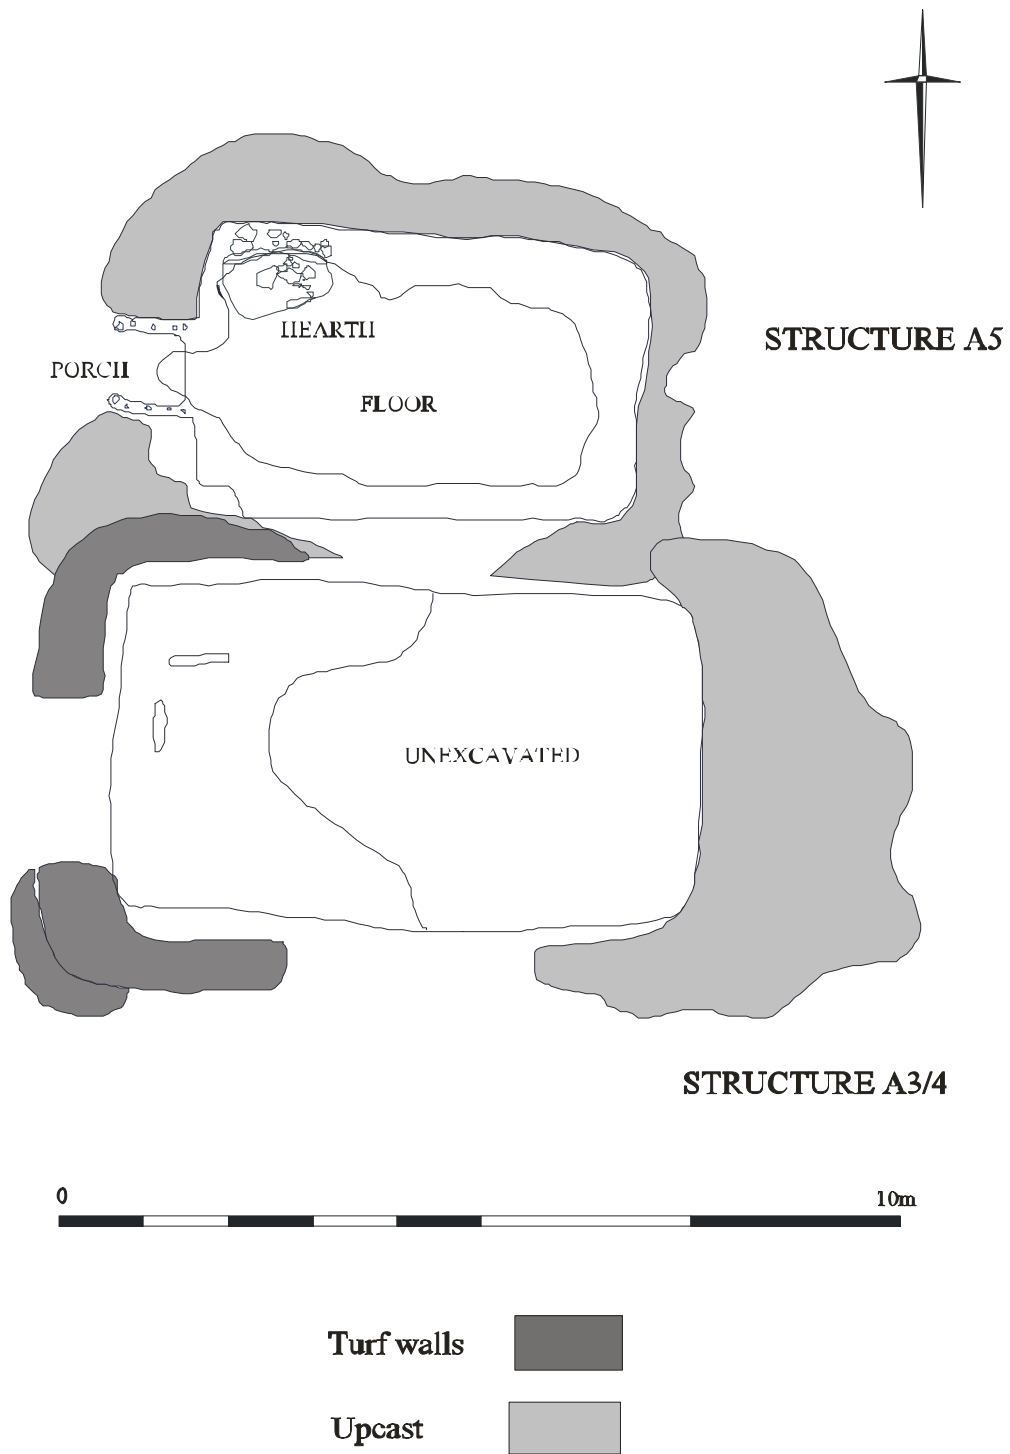 STRUCTURE A5
HEARTH
PORCH
FLOOR
UNEXCAVATED
STRUCTURE A3/4
0 10m
Turf walls
Upcast